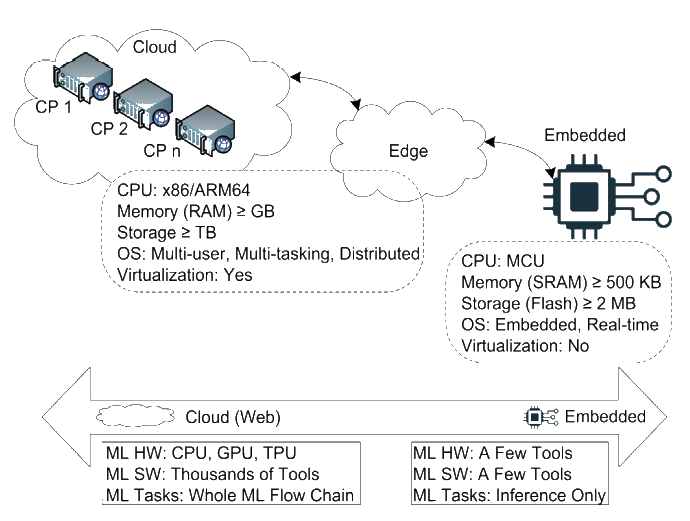 Cloud
CP 1
CP 2
CP n
Edge
Embedded
CPU: x86/ARM64
Memory (RAM) ≥ GB
Storage ≥ TB
OS: Multi-user, Multi-tasking, Distributed
Virtualization: Yes
CPU: MCU
Memory (SRAM) ≥ 500 KB
Storage (Flash) ≥ 2 MB
OS: Embedded, Real-time
Virtualization: No
Cloud (Web)
Embedded
ML HW: CPU, GPU, TPU
ML SW: Thousands of Tools
ML Tasks: Whole ML Flow Chain
ML HW: A Few Tools
ML SW: A Few Tools
ML Tasks: Inference Only